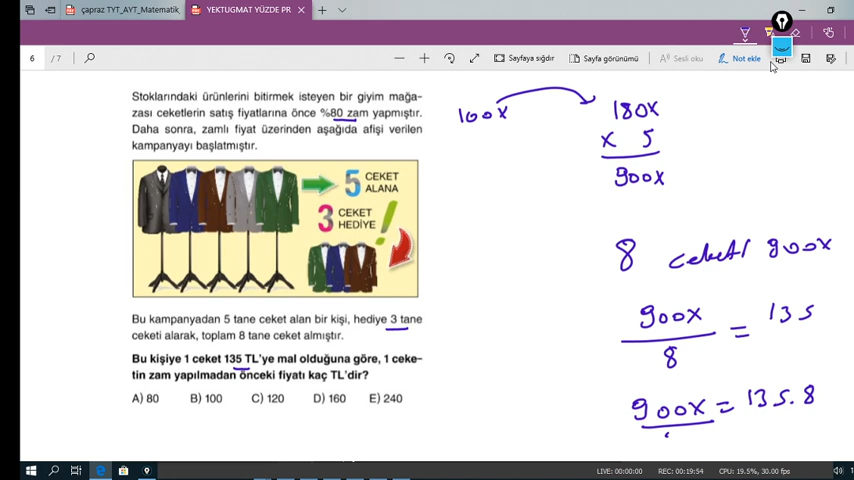 çapraz TYT_AYT_Matematik
YEKTUGMAT YÜZDE PR
6 /7
Sayfaya sığdır
Sayfa görünümü
Sesli oku
Not ekle
Stoklarındaki ürünlerini bitirmek isteyen bir giyim mağa-
zası ceketlerin satış fiyatlarına önce %80 zam yapmıştır.
Daha sonra, zamlı fiyat üzerinden aşağıda afişi verilen
kampanyayı başlatmıştır.
5 CEKET
ALANA
3 CEKET
HEDİYE !
Bu kampanyadan 5 tane ceket alan bir kişi, hediye 3 tane
ceketi alarak, toplam 8 tane ceket almıştır.
Bu kişiye 1 ceket 135 TL'ye mal olduğuna göre, 1 ceke-
tin zam yapılmadan önceki fiyatı kaç TL'dir?
A) 80 B) 100 C) 120 D) 160 E) 240
100x 180x
x 5
900x
8 ceketi 900x
900x
8
= 135
900x = 135.8
LIVE: 00:00:00
REC: 00:19:54
CPU: 19.5%, 30.00 fps